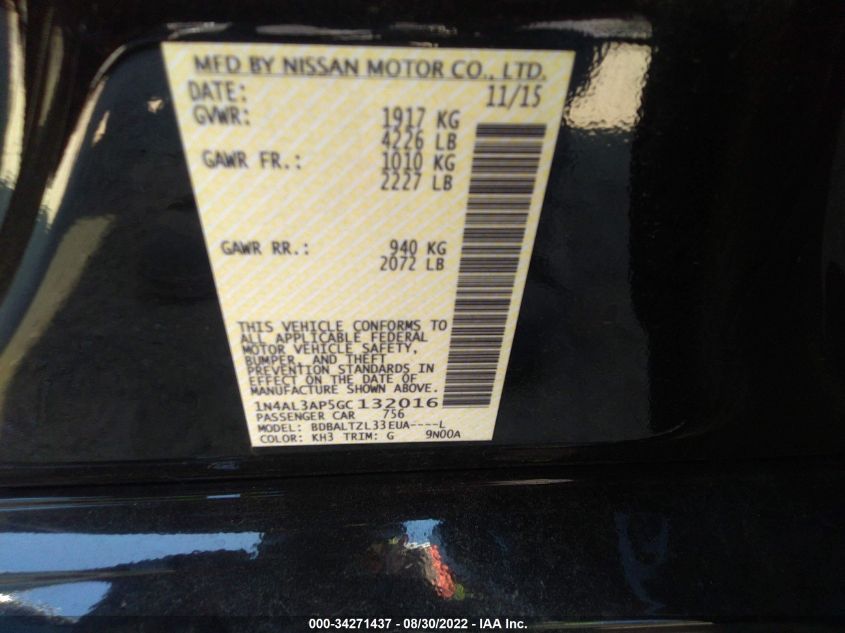 MFD BY NISSAN MOTOR CO., LTD.
DATE: 11/15
GVWR: 1917 KG
4226 LB
GAWR FR.: 1010 KG
2227 LB
GAWR RR.: 940 KG
2072 LB
THIS VEHICLE CONFORMS TO
ALL APPLICABLE FEDERAL
MOTOR VEHICLE SAFETY,
BUMPER, AND THEFT
PREVENTION STANDARDS IN
EFFECT ON THE DATE OF
MANUFACTURE SHOWN ABOVE.
1N4AL3AP5GC132016
PASSENGER CAR 756
MODEL: BDBALTZL33EUA----L
COLOR: KH3 TRIM: G 9N00A
000-34271437 - 08/30/2022 - IAA Inc.